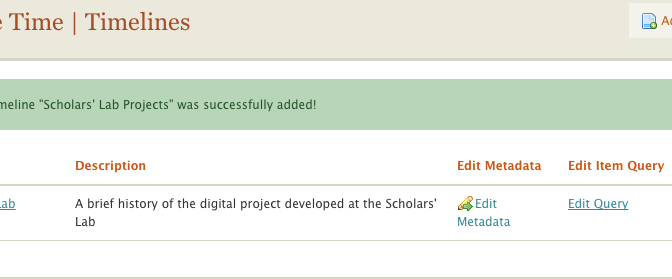 e Time | Timelines
Ad
meline "Scholars' Lab Projects" was successfully added!
Description Edit Metadata Edit Item Query
Lab A brief history of the digital project developed at the Scholars' Lab Edit Metadata Edit Query